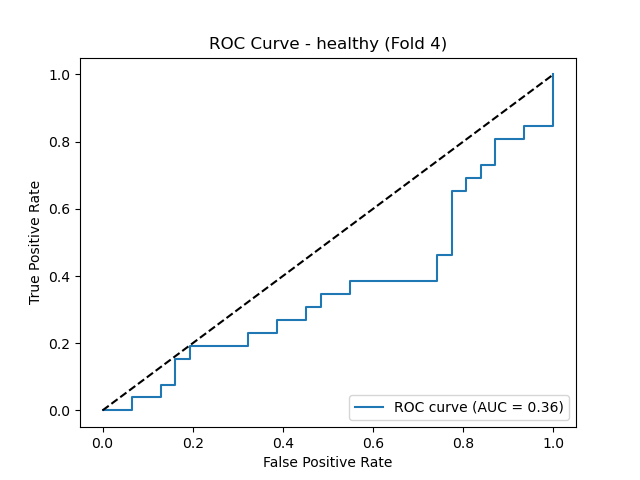 ROC Curve - healthy (Fold 4)
True Positive Rate
1.0
0.8
0.6
0.4
0.2
0.0
ROC curve (AUC = 0.36)
0.0 0.2 0.4 0.6 0.8 1.0
False Positive Rate